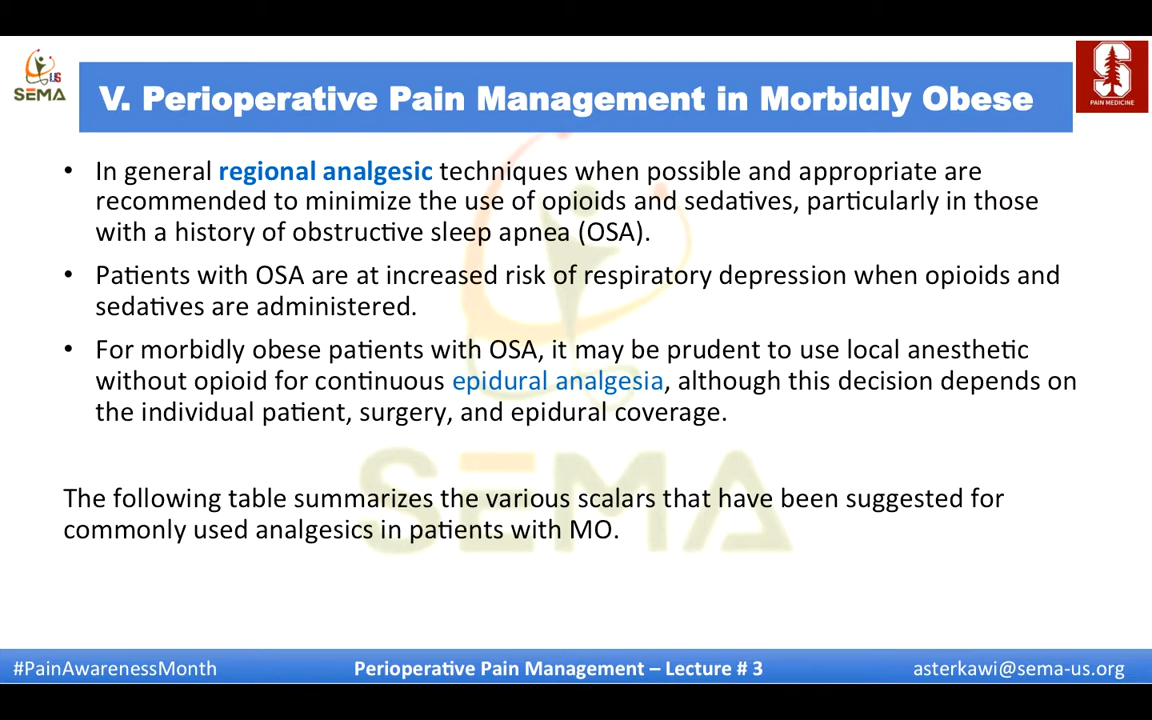 US
SEMA
V. Perioperative Pain Management in Morbidly Obese
S
PAIN MEDICINE
• In general regional analgesic techniques when possible and appropriate are
recommended to minimize the use of opioids and sedatives, particularly in those
with a history of obstructive sleep apnea (OSA).
• Patients with OSA are at increased risk of respiratory depression when opioids and
sedatives are administered.
• For morbidly obese patients with OSA, it may be prudent to use local anesthetic
without opioid for continuous epidural analgesia, although this decision depends on
the individual patient, surgery, and epidural coverage.
SEMA
The following table summarizes the various scalars that have been suggested for
commonly used analgesics in patients with MO.
#PainAwarenessMonth
Perioperative Pain Management – Lecture # 3
asterkawi@sema-us.org